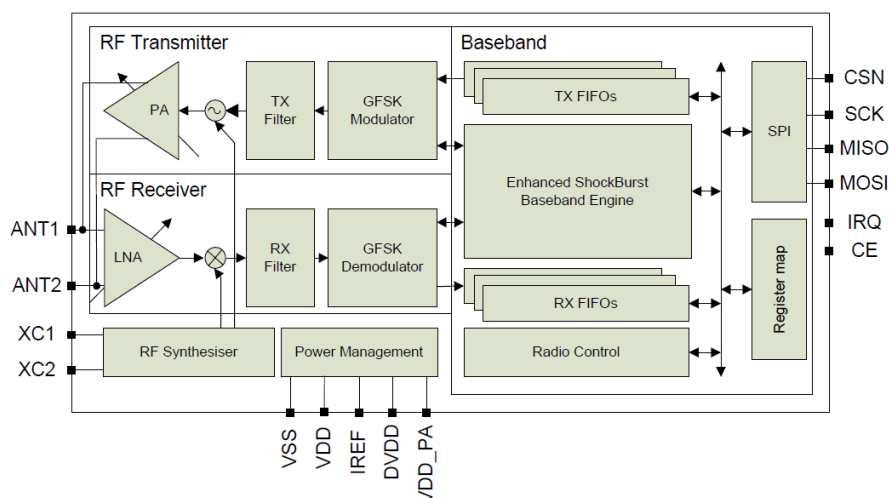 RF Transmitter
Baseband
PA
TX
Filter
GFSK
Modulator
TX FIFOs
SPI
CSN
SCK
MISO
MOSI
Enhanced ShockBurst
Baseband Engine
RF Receiver
ANT1
ANT2
LNA
RX
Filter
GFSK
Demodulator
RX FIFOs
Register map
IRQ
CE
XC1
XC2
RF Synthesiser
Power Management
Radio Control
VSS
VDD
IREF
DVDD
VDD_PA